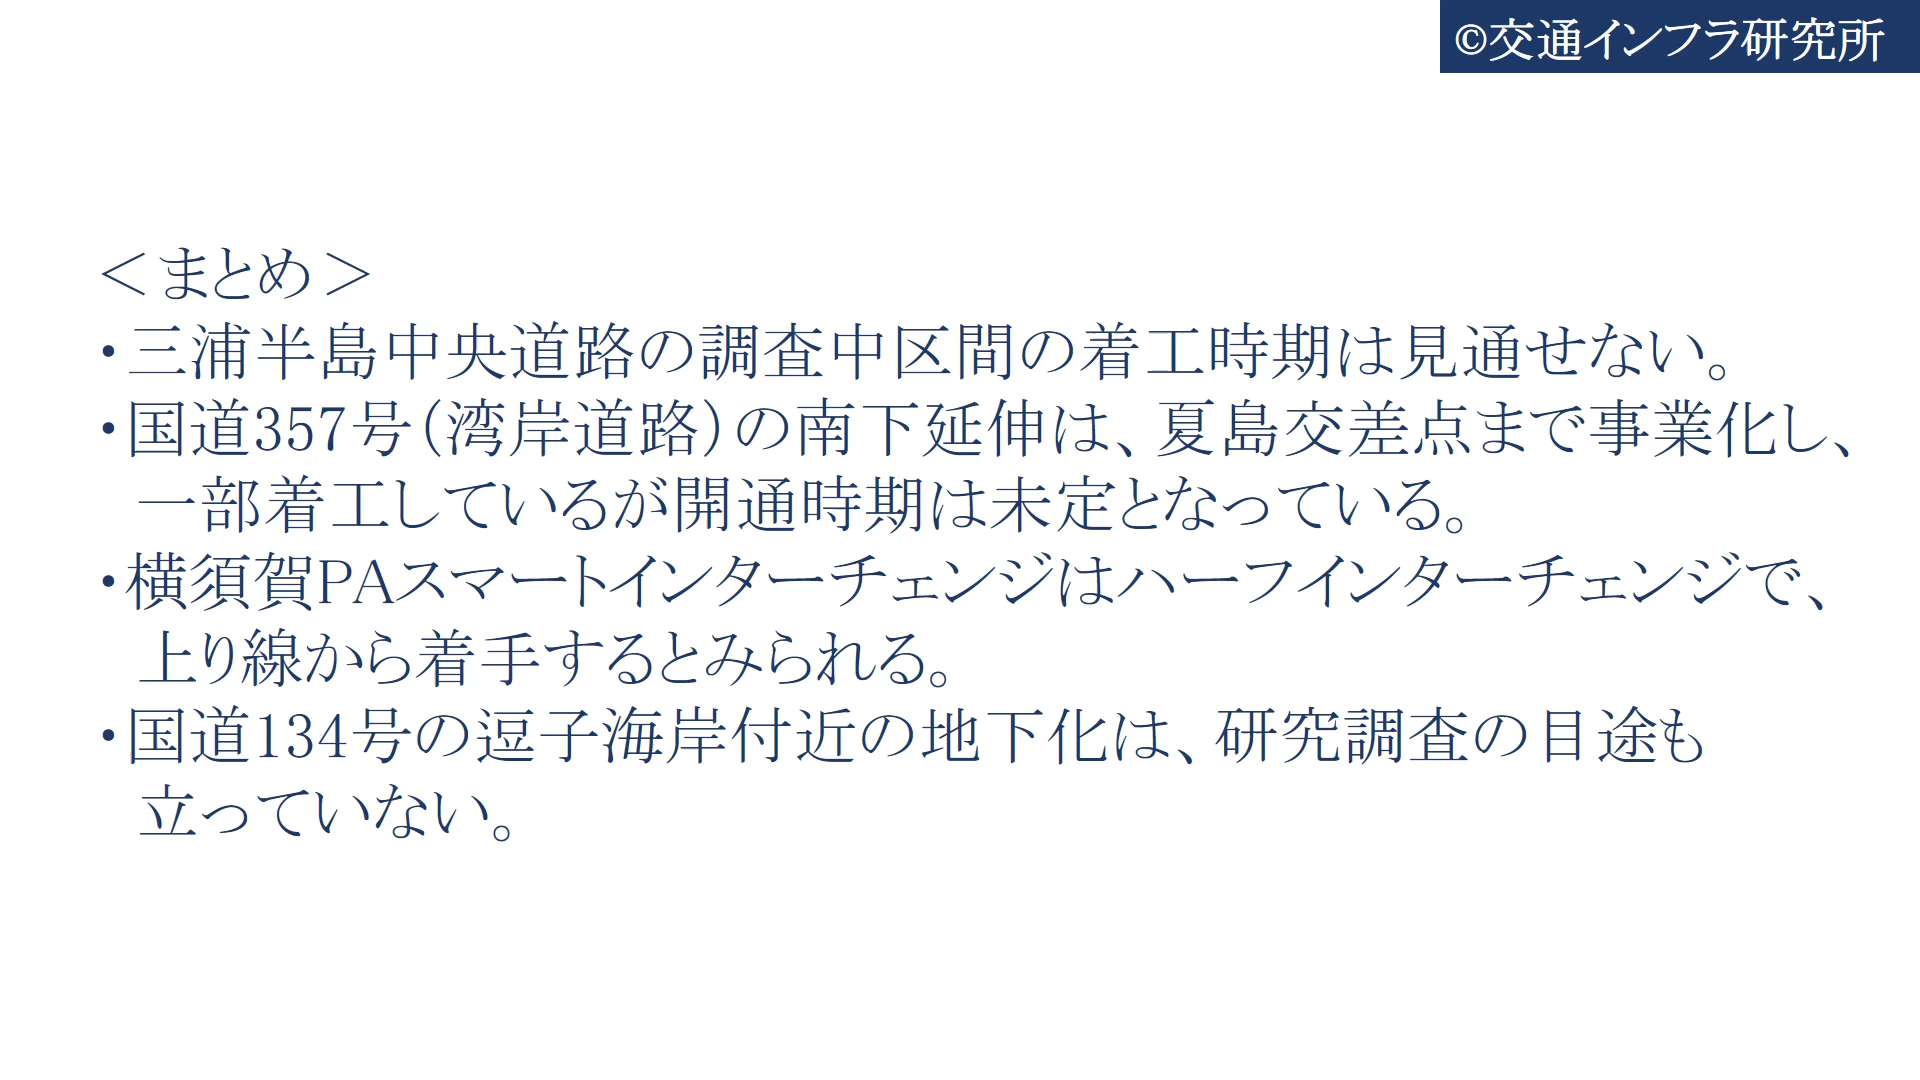 ©交通インフラ研究所
＜まとめ＞
・三浦半島中央道路の調査中区間の着工時期は見通せない。
・国道357号（湾岸道路）の南下延伸は、夏島交差点まで事業化し、
一部着工しているが開通時期は未定となっている。
・横須賀PAスマートインターチェンジはハーフインターチェンジで、
上り線から着手するとみられる。
・国道134号の逗子海岸付近の地下化は、研究調査の目途も
立っていない。